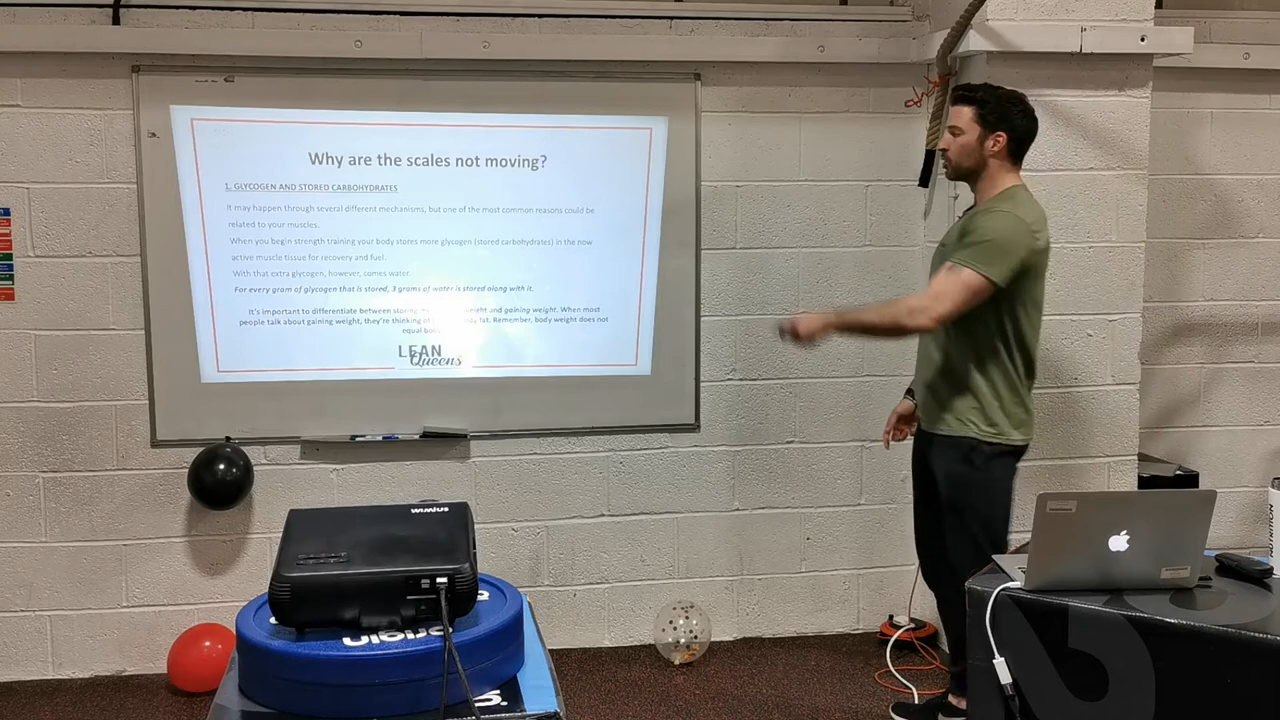 Why are the scales not moving?
1. GLYCOGEN AND STORED CARBOHYDRATES
It may happen through several different mechanisms, but one of the most common reasons could be
related to your muscles.
When you begin strength training your body stores more glycogen (stored carbohydrates) in the now
active muscle tissue for recovery and fuel.
With that extra glycogen, however, comes water.
For every gram of glycogen that is stored, 3 grams of water is stored along with it.
It's important to differentiate between storing weight and gaining weight. When most
people talk about gaining weight, they're thinking of body fat. Remember, body weight does not
equal
LEAN
Queens
WiMiUS
NUTRITION